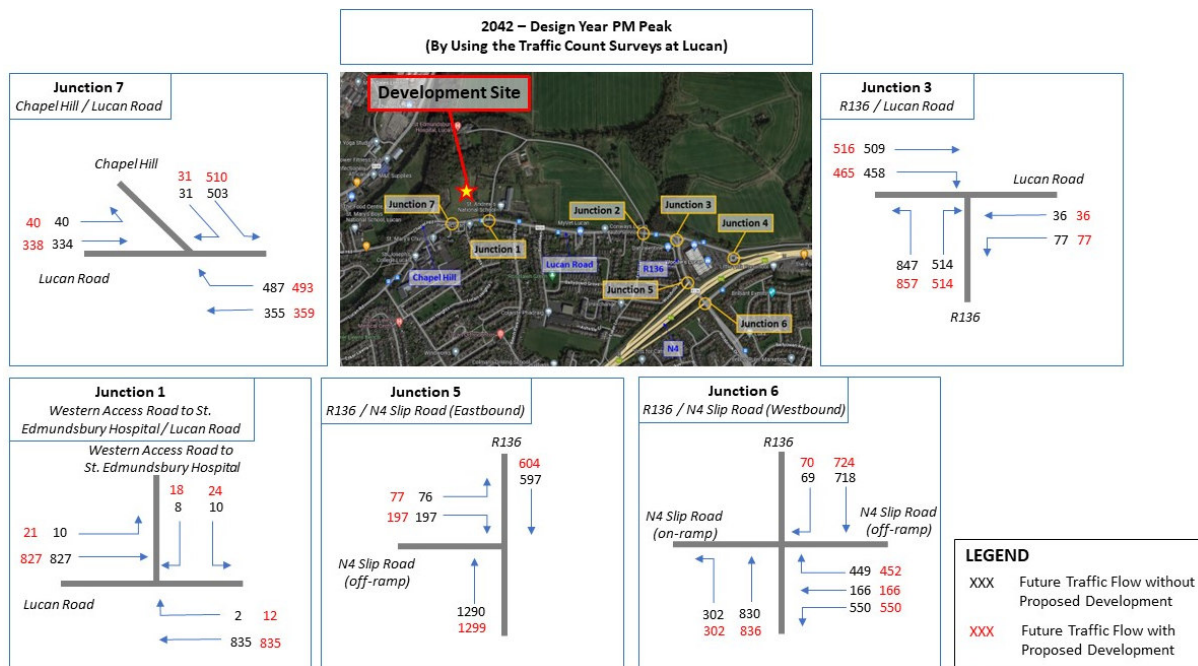 2042 – Design Year PM Peak
(By Using the Traffic Count Surveys at Lucan)
Junction 7
Chapel Hill / Lucan Road
Chapel Hill
31 510
31 503
40 40
338 334
Lucan Road
487 493
355 359
Development Site
Junction 7
Junction 1
Junction 2
Junction 3
Junction 4
Chapel Hill
Lucan Road
R136
Junction 5
Junction 6
N4
Junction 3
R136 / Lucan Road
516 509
465 458
Lucan Road
36 36
77 77
847 514
857 514
R136
Junction 1
Western Access Road to St.
Edmundsbury Hospital / Lucan Road
Western Access Road to
St. Edmundsbury Hospital
18 24
8 10
21 10
827 827
Lucan Road
2 12
835 835
Junction 5
R136 / N4 Slip Road (Eastbound)
R136
604
597
77 76
197 197
N4 Slip Road
(off-ramp)
1290
1299
Junction 6
R136 / N4 Slip Road (Westbound)
R136
70 724
69 718
N4 Slip Road
(on-ramp)
N4 Slip Road
(off-ramp)
449 452
166 166
550 550
302 830
302 836
LEGEND
XXX Future Traffic Flow without
Proposed Development
XXX Future Traffic Flow with
Proposed Development